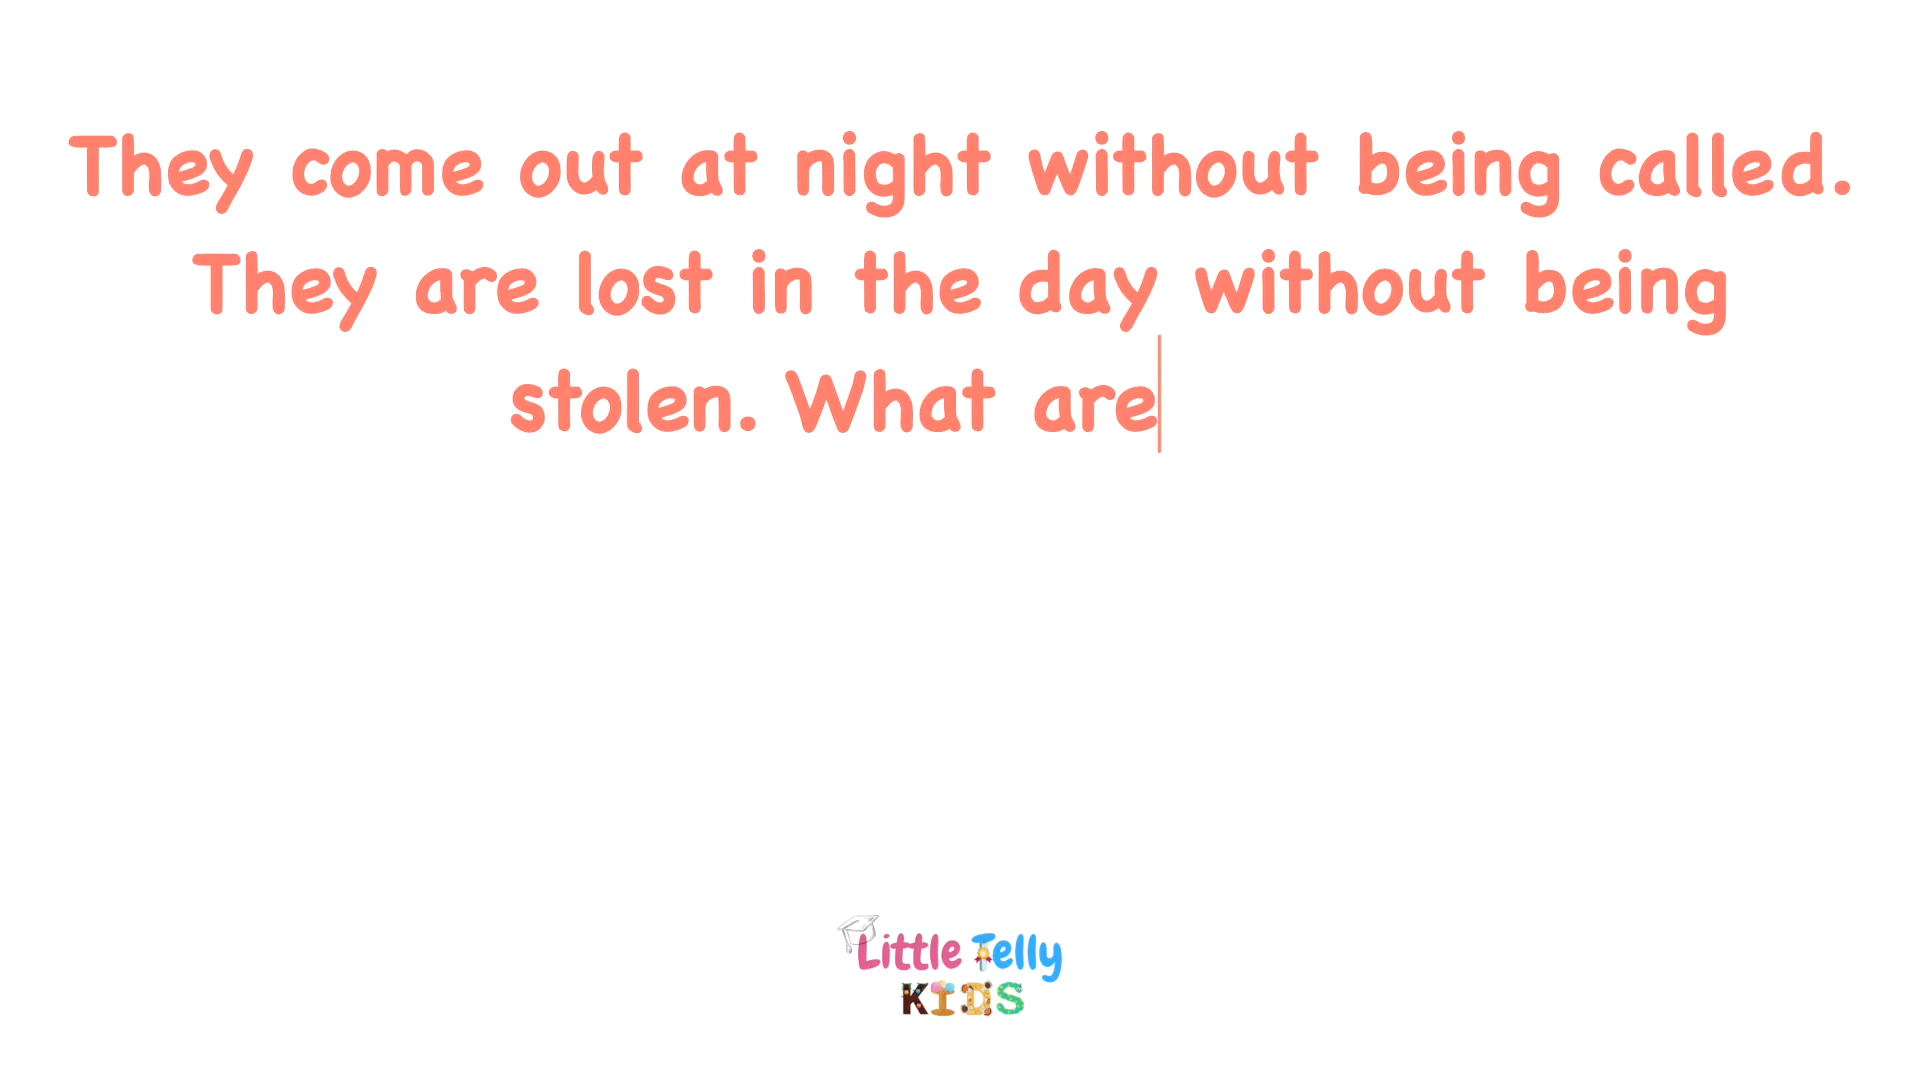 They come out at night without being called.
They are lost in the day without being
stolen. What are
Little Telly
KIDS